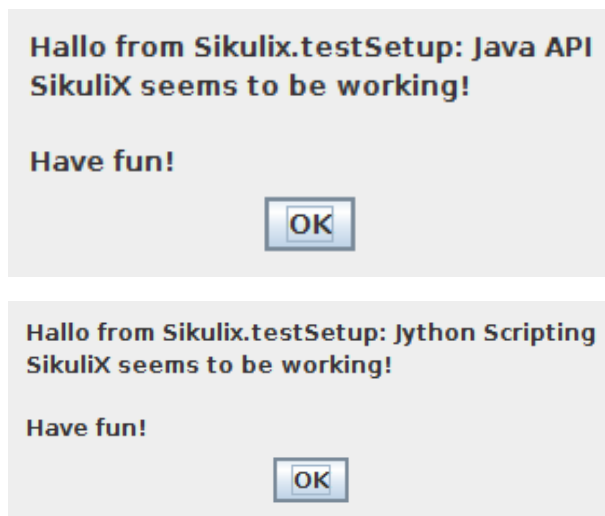 Hallo from Sikulix.testSetup: Java API
SikuliX seems to be working!
Have fun!
OK
Hallo from Sikulix.testSetup: Jython Scripting
SikuliX seems to be working!
Have fun!
OK